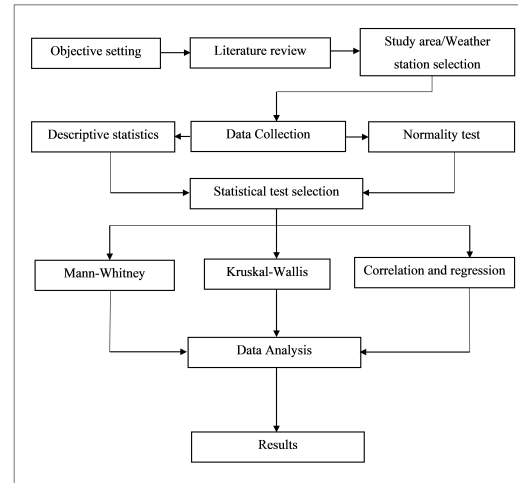 Objective setting
Literature review
Study area/Weather
station selection
Descriptive statistics
Data Collection
Normality test
Statistical test selection
Mann-Whitney
Kruskal-Wallis
Correlation and regression
Data Analysis
Results